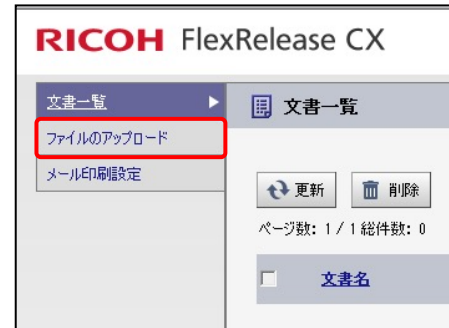 RICOH FlexRelease CX
文書一覧
ファイルのアップロード
メール印刷設定
文書一覧
更新 削除
ページ数: 1 / 1 総件数: 0
文書名